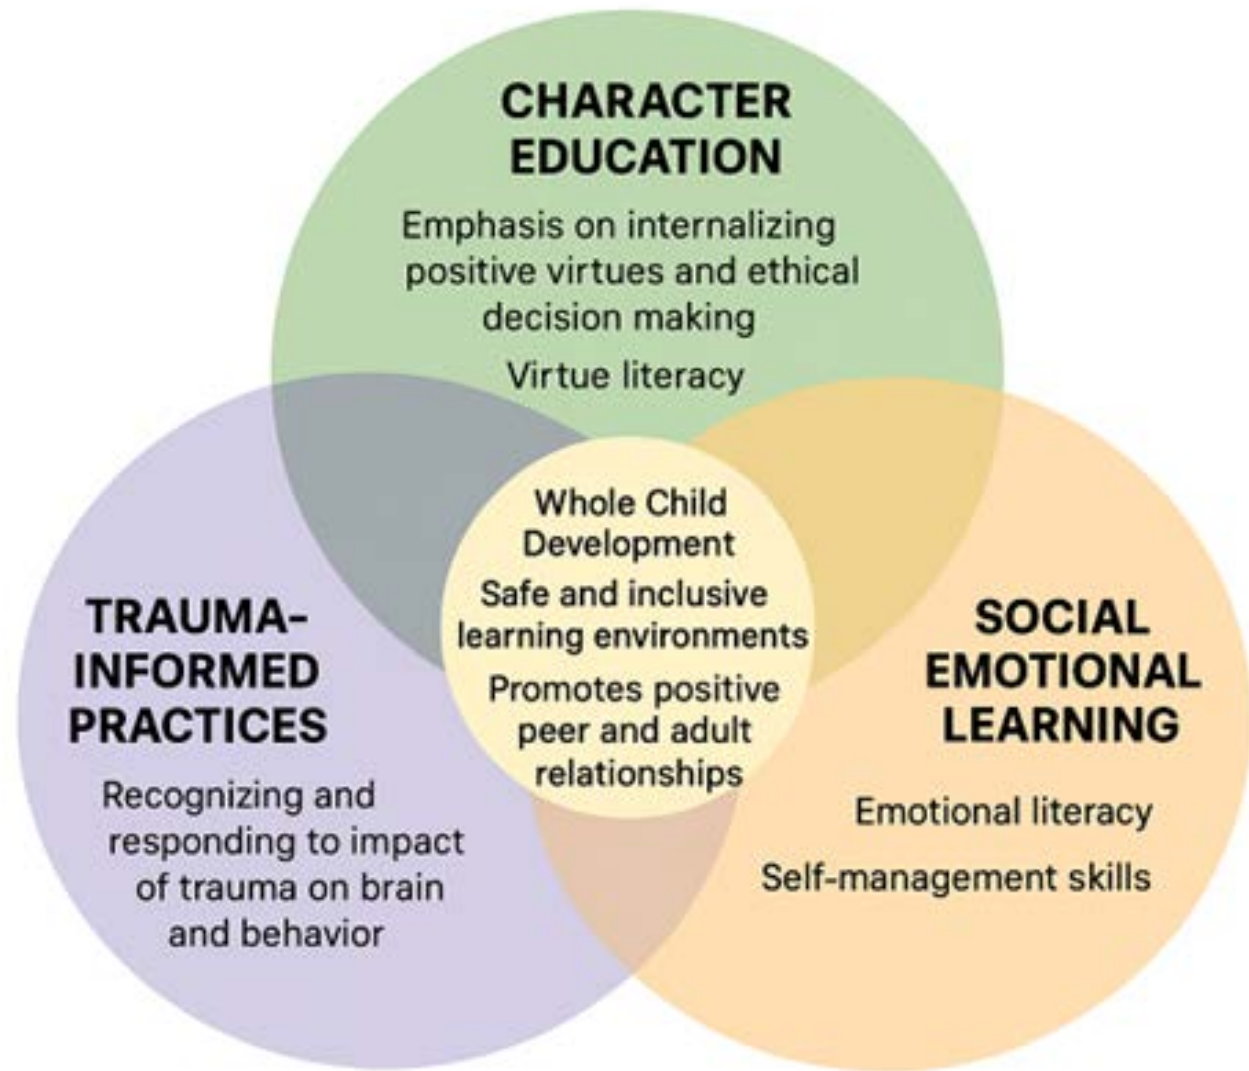 CHARACTER
EDUCATION
Emphasis on internalizing
positive virtues and ethical
decision making
Virtue literacy
Whole Child
Development
Safe and inclusive
learning environments
Promotes positive
peer and adult
relationships
TRAUMA-
INFORMED
PRACTICES
Recognizing and
responding to impact
of trauma on brain
and behavior
SOCIAL
EMOTIONAL
LEARNING
Emotional literacy
Self-management skills